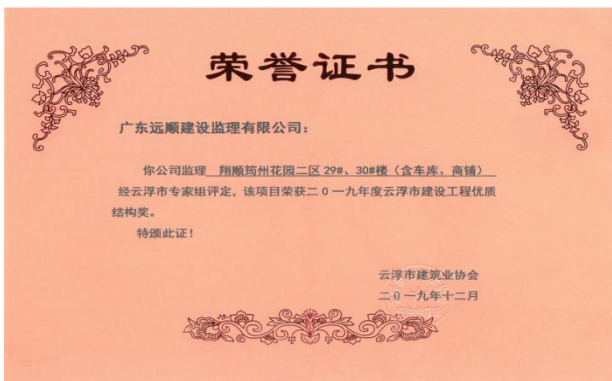 荣誉证书
广东远顺建设监理有限公司：
你公司监理 翔顺筠州花园二区 29#、30#楼（含车库、商铺）
经云浮市专家组评定，该项目荣获二0一九年度云浮市建设工程优质
结构奖。
特颁此证！
云浮市建筑业协会
二0一九年十二月